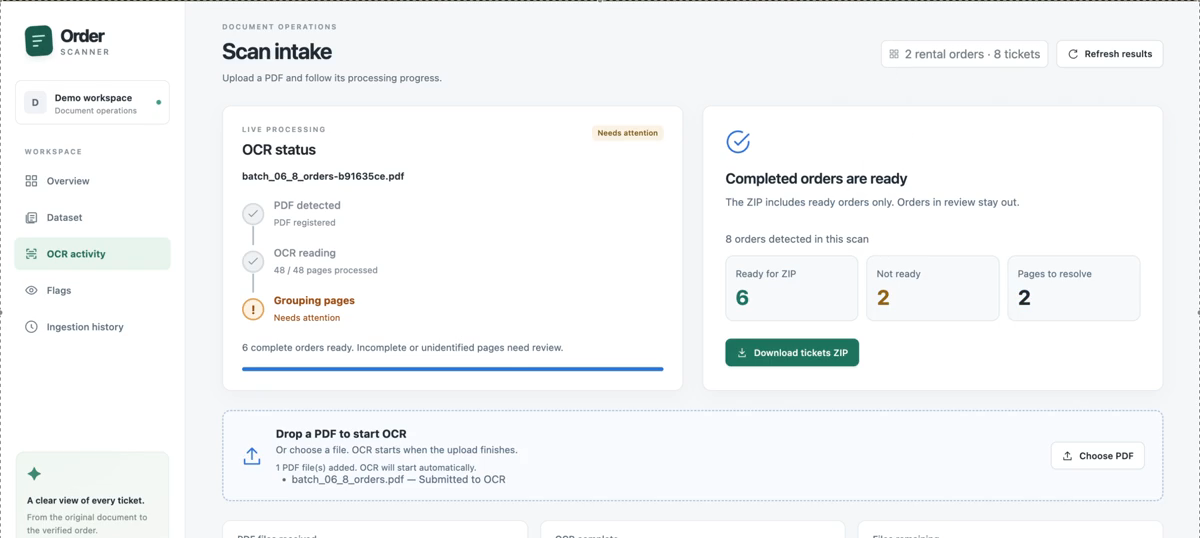 Order
SCANNER
D
Demo workspace
Document operations
WORKSPACE
Overview
Dataset
OCR activity
Flags
Ingestion history
A clear view of every ticket.
From the original document to
the verified order.
DOCUMENT OPERATIONS
Scan intake
Upload a PDF and follow its processing progress.
2 rental orders · 8 tickets
Refresh results
LIVE PROCESSING
Needs attention
OCR status
batch_06_8_orders-b91635ce.pdf
PDF detected
PDF registered
OCR reading
48 / 48 pages processed
!
Grouping pages
Needs attention
6 complete orders ready. Incomplete or unidentified pages need review.
Completed orders are ready
The ZIP includes ready orders only. Orders in review stay out.
8 orders detected in this scan
Ready for ZIP
6
Not ready
2
Pages to resolve
2
Download tickets ZIP
Drop a PDF to start OCR
Or choose a file. OCR starts when the upload finishes.
1 PDF file(s) added. OCR will start automatically.
• batch_06_8_orders.pdf — Submitted to OCR
Choose PDF
PDF files received
OCR complete
Files remaining